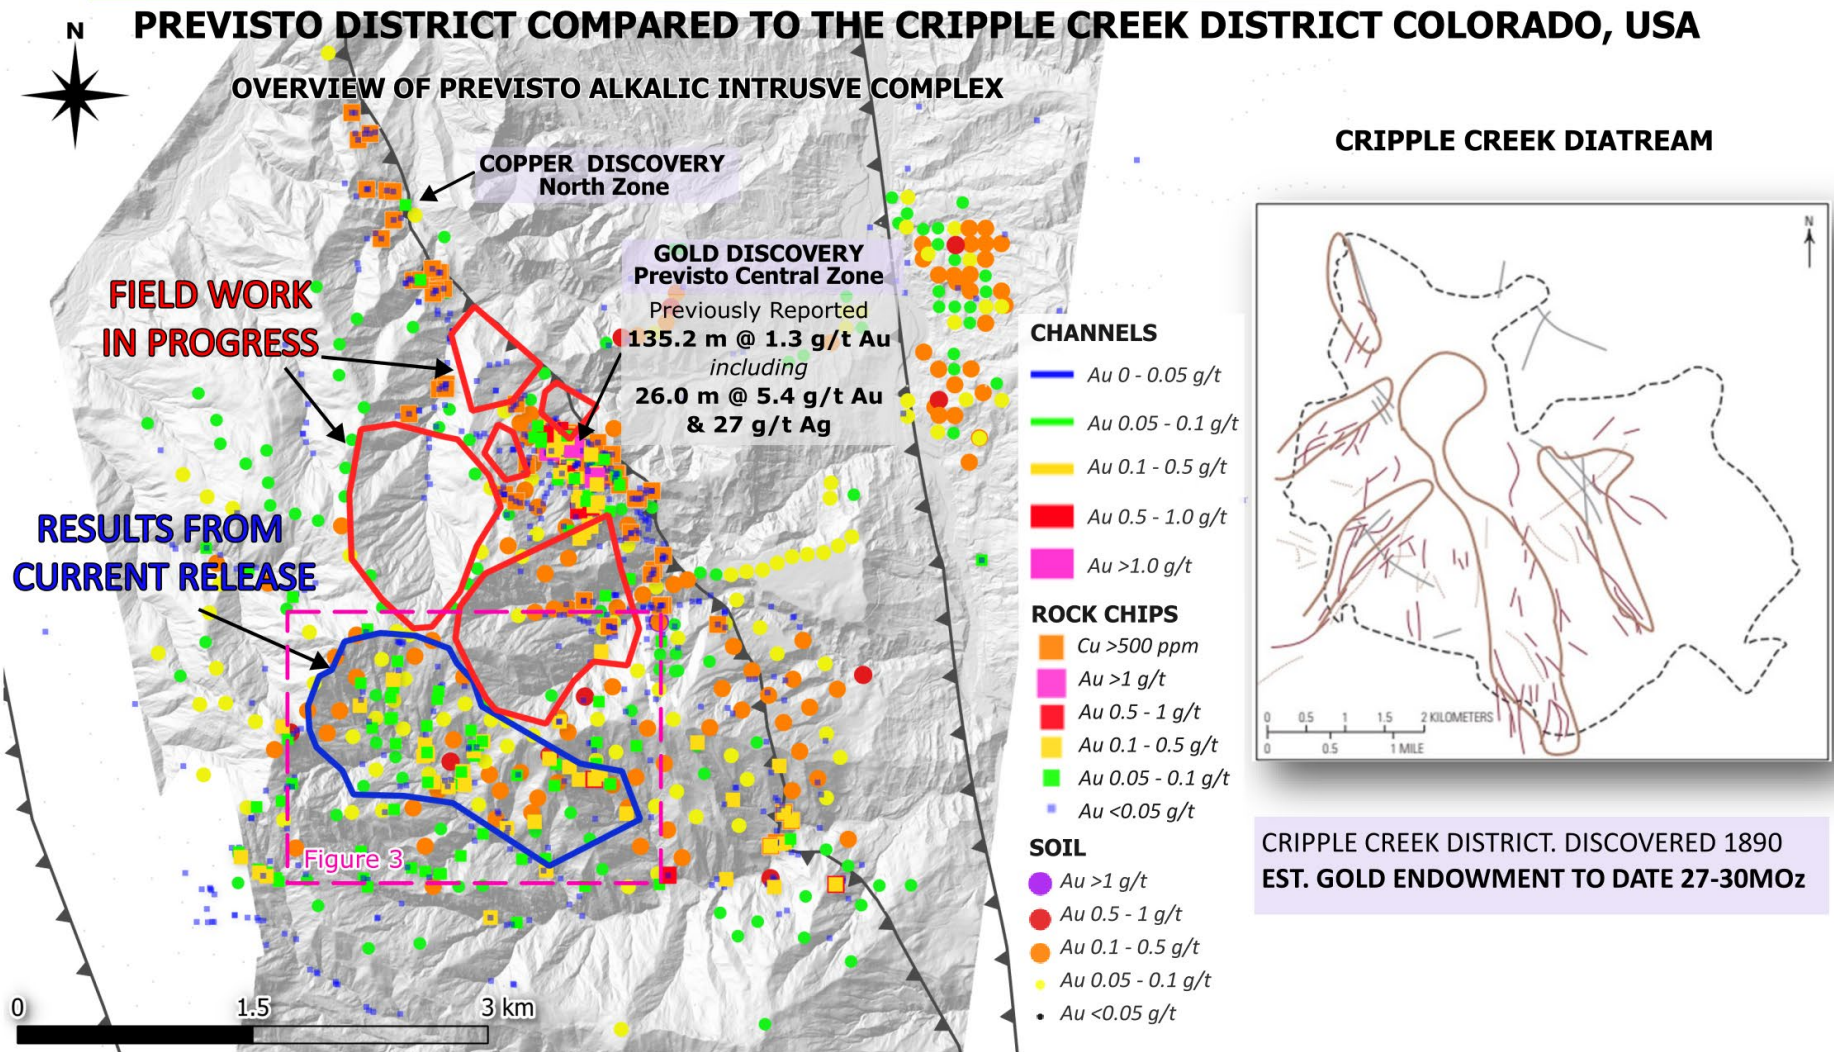 PREVISTO DISTRICT COMPARED TO THE CRIPPLE CREEK DISTRICT COLORADO, USA
N
OVERVIEW OF PREVISTO ALKALIC INTRUSVE COMPLEX
COPPER DISCOVERY
North Zone
GOLD DISCOVERY
Previsto Central Zone
Previously Reported
135.2 m @ 1.3 g/t Au
including
26.0 m @ 5.4 g/t Au
& 27 g/t Ag
FIELD WORK
IN PROGRESS
RESULTS FROM
CURRENT RELEASE
Figure 3
0 1.5 3 km
CHANNELS
Au 0 - 0.05 g/t
Au 0.05 - 0.1 g/t
Au 0.1 - 0.5 g/t
Au 0.5 - 1.0 g/t
Au >1.0 g/t
ROCK CHIPS
Cu >500 ppm
Au >1 g/t
Au 0.5 - 1 g/t
Au 0.1 - 0.5 g/t
Au 0.05 - 0.1 g/t
Au <0.05 g/t
SOIL
Au >1 g/t
Au 0.5 - 1 g/t
Au 0.1 - 0.5 g/t
Au 0.05 - 0.1 g/t
Au <0.05 g/t
CRIPPLE CREEK DIATREAM
N
0 0.5 1 1.5 2 KILOMETERS
0 0.5 1 MILE
CRIPPLE CREEK DISTRICT. DISCOVERED 1890
EST. GOLD ENDOWMENT TO DATE 27-30MOz